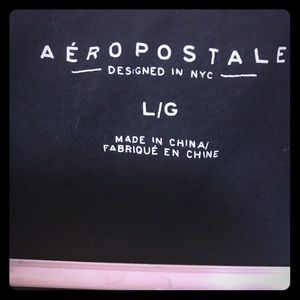 AÉROPOSTALE
DESIGNED IN NYC
L/G
MADE IN CHINA/
FABRIQUÉ EN CHINE